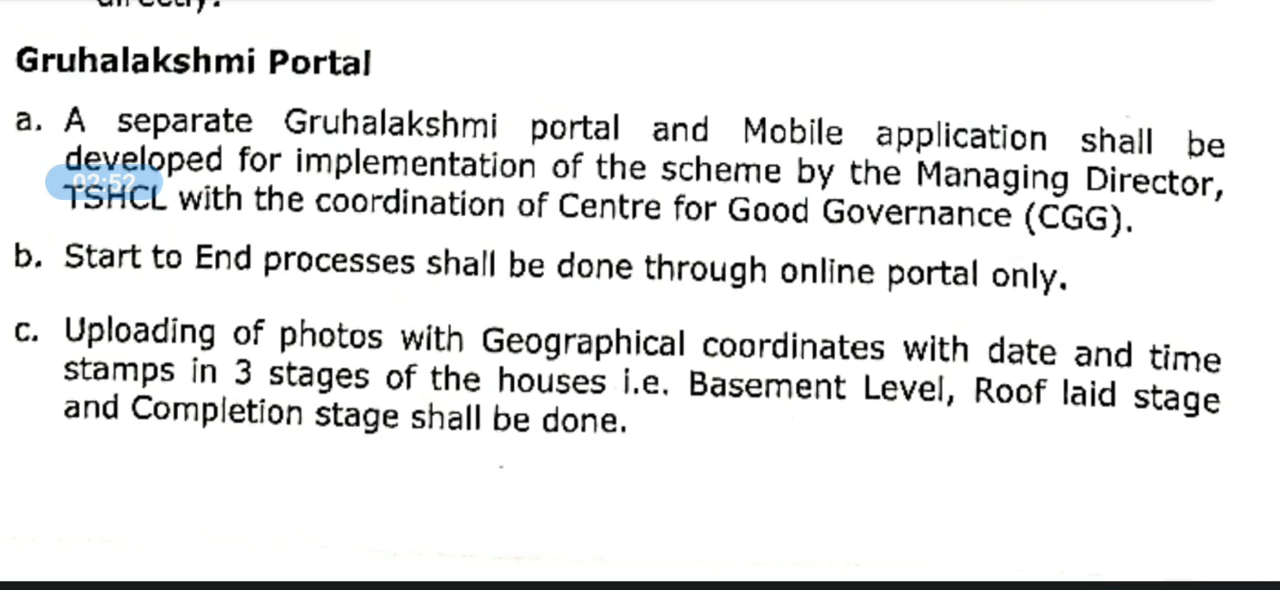 Gruhalakshmi Portal
a. A separate Gruhalakshmi portal and Mobile application shall be
developed for implementation of the scheme by the Managing Director,
02:52
TSHCL with the coordination of Centre for Good Governance (CGG).
b. Start to End processes shall be done through online portal only.
c. Uploading of photos with Geographical coordinates with date and time
stamps in 3 stages of the houses i.e. Basement Level, Roof laid stage
and Completion stage shall be done.